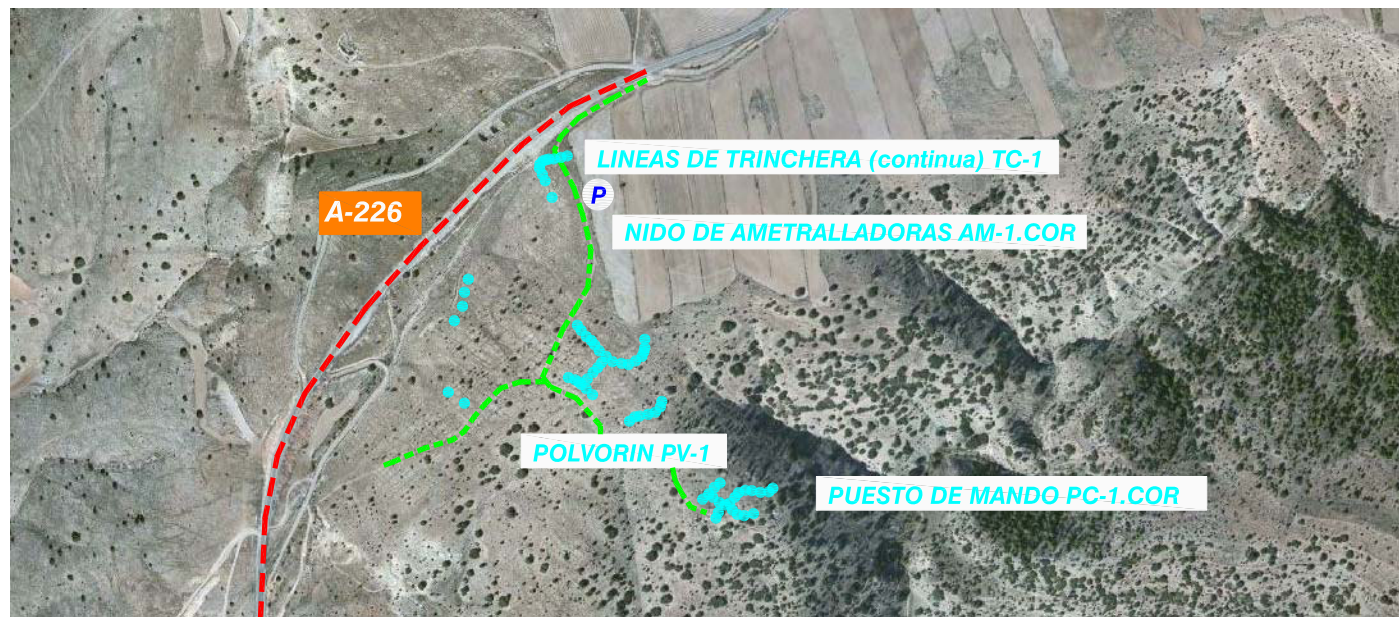 LINEAS DE TRINCHERA (continua) TC-1
P
A-226
NIDO DE AMETRALLADORAS AM-1.COR
POLVORIN PV-1
PUESTO DE MANDO PC-1.COR